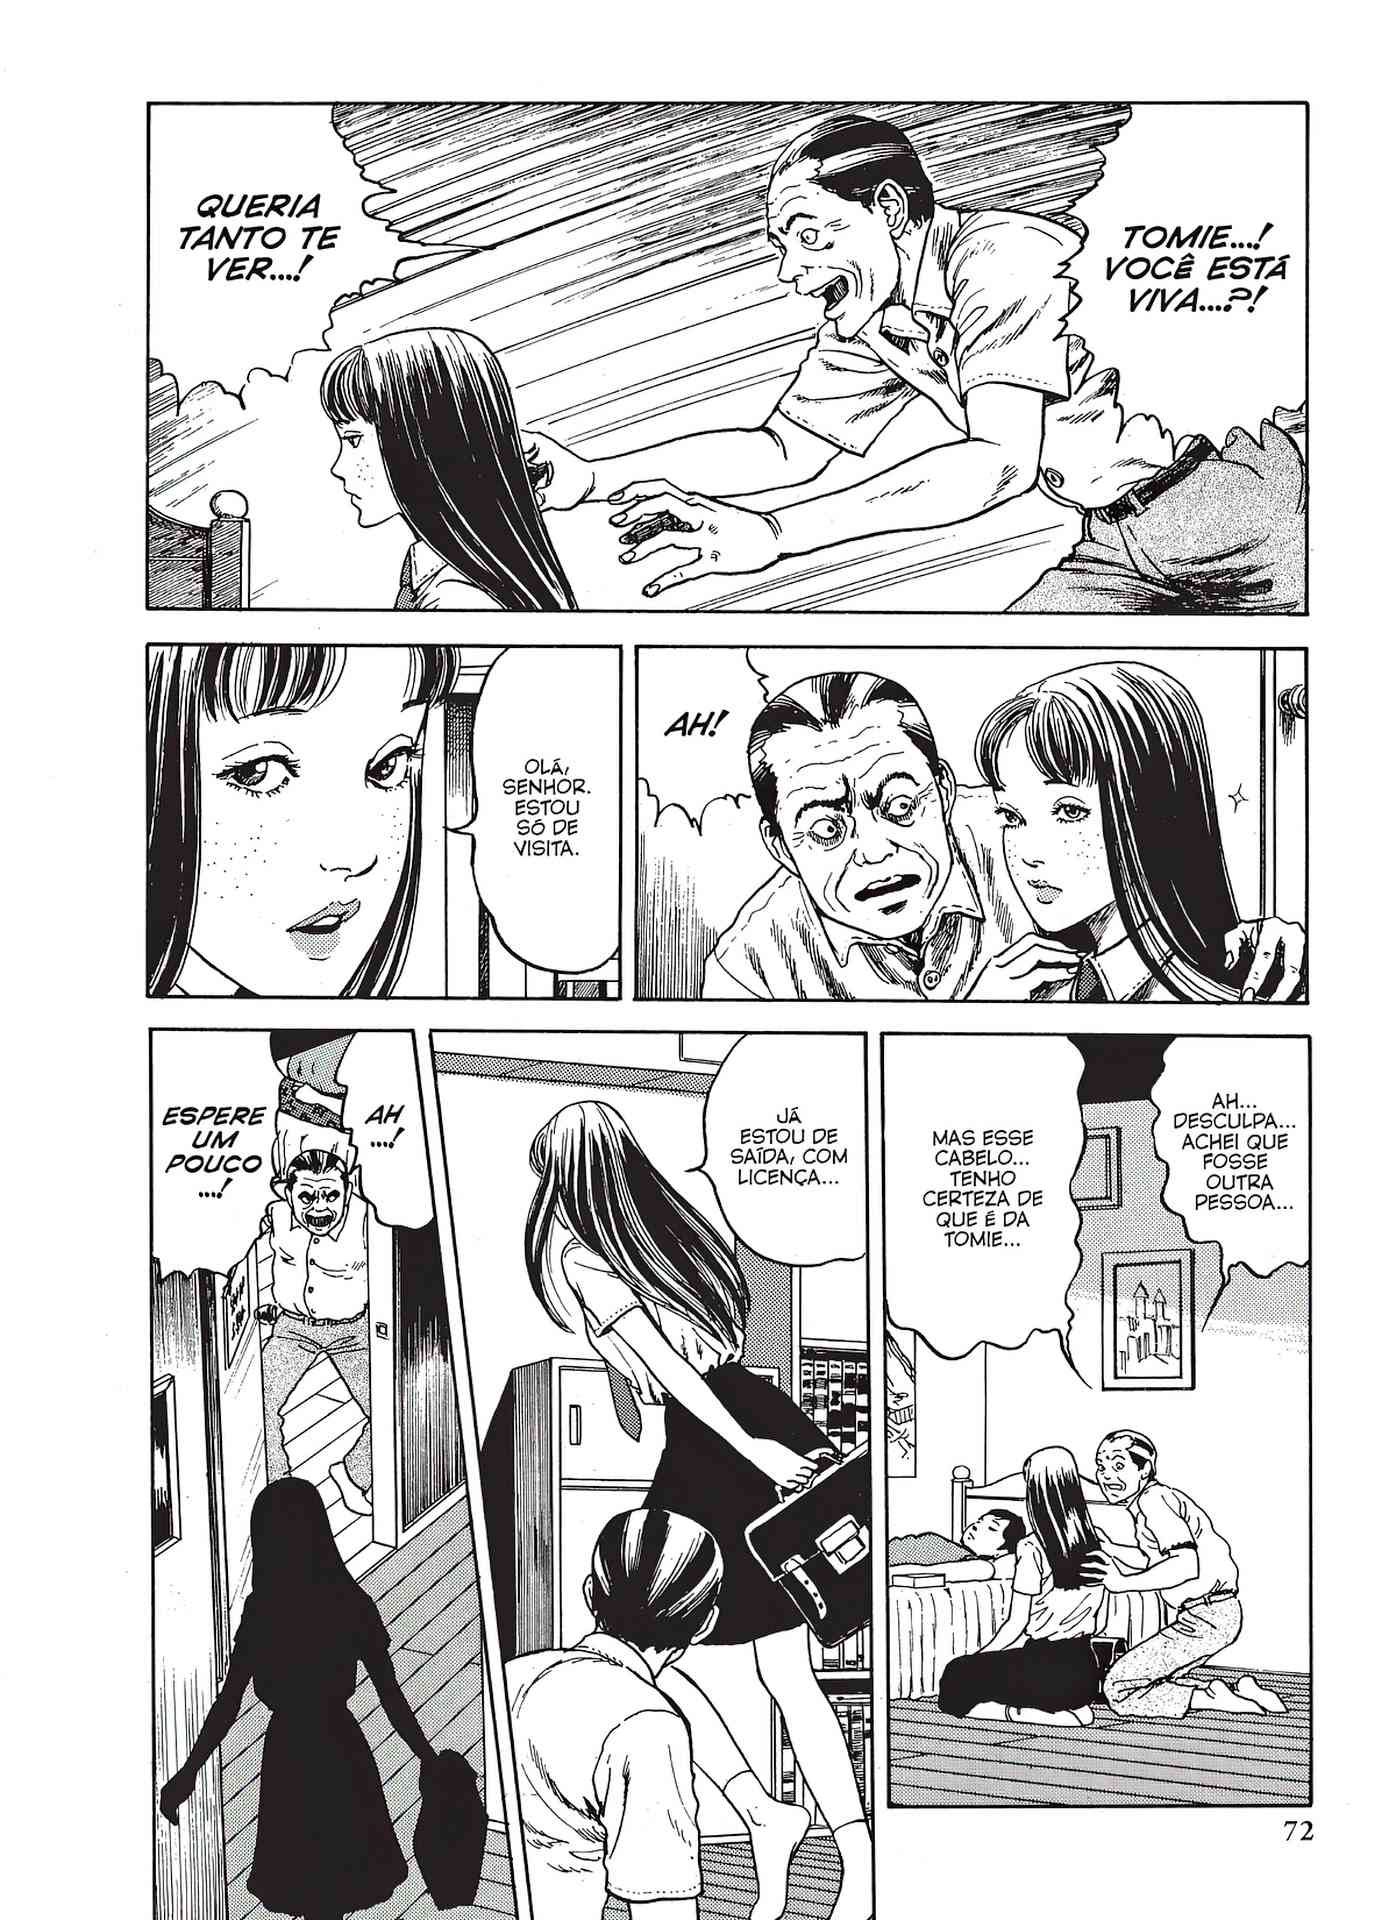 TOMIE...!
VOCÊ ESTÁ
VIVA...?!
QUERIA
TANTO TE
VER...!
AH!
OLÁ,
SENHOR.
ESTOU
SÓ DE
VISITA.
AH...
DESCULPA...
ACHEI QUE
FOSSE
OUTRA
PESSOA...
MAS ESSE
CABELO...
TENHO
CERTEZA DE
QUE É DA
TOMIE...
JÁ
ESTOU DE
SAÍDA, COM
LICENÇA...
AH
...!
ESPERE
UM
POUCO
...!
72